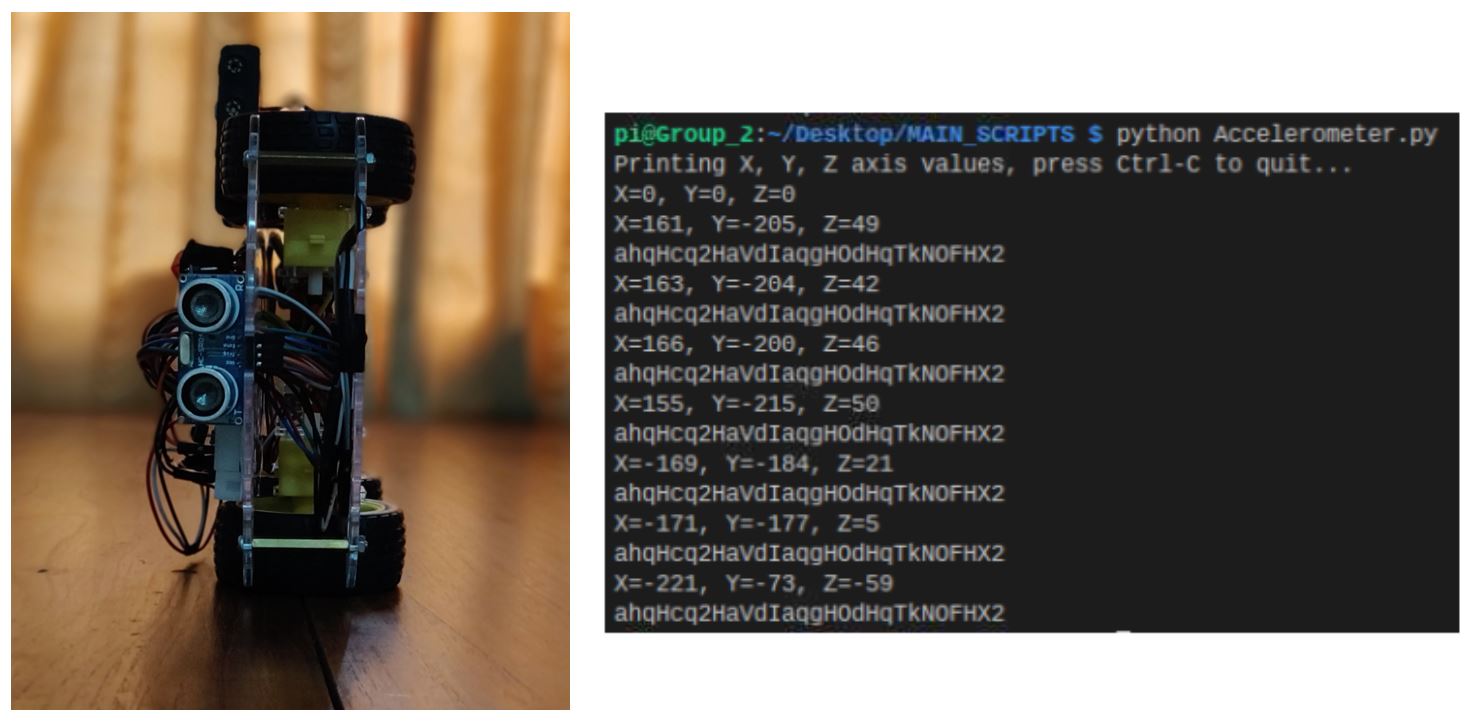 pi@Group_2:~/Desktop/MAIN_SCRIPTS $ python Accelerometer.py
Printing X, Y, Z axis values, press Ctrl-C to quit...
X=0, Y=0, Z=0
X=161, Y=-205, Z=49
ahqHcq2HaVdIaqgHOdHqTkNOFHX2
X=163, Y=-204, Z=42
ahqHcq2HaVdIaqgHOdHqTkNOFHX2
X=166, Y=-200, Z=46
ahqHcq2HaVdIaqgHOdHqTkNOFHX2
X=155, Y=-215, Z=50
ahqHcq2HaVdIaqgHOdHqTkNOFHX2
X=-169, Y=-184, Z=21
ahqHcq2HaVdIaqgHOdHqTkNOFHX2
X=-171, Y=-177, Z=5
ahqHcq2HaVdIaqgHOdHqTkNOFHX2
X=-221, Y=-73, Z=-59
ahqHcq2HaVdIaqgHOdHqTkNOFHX2